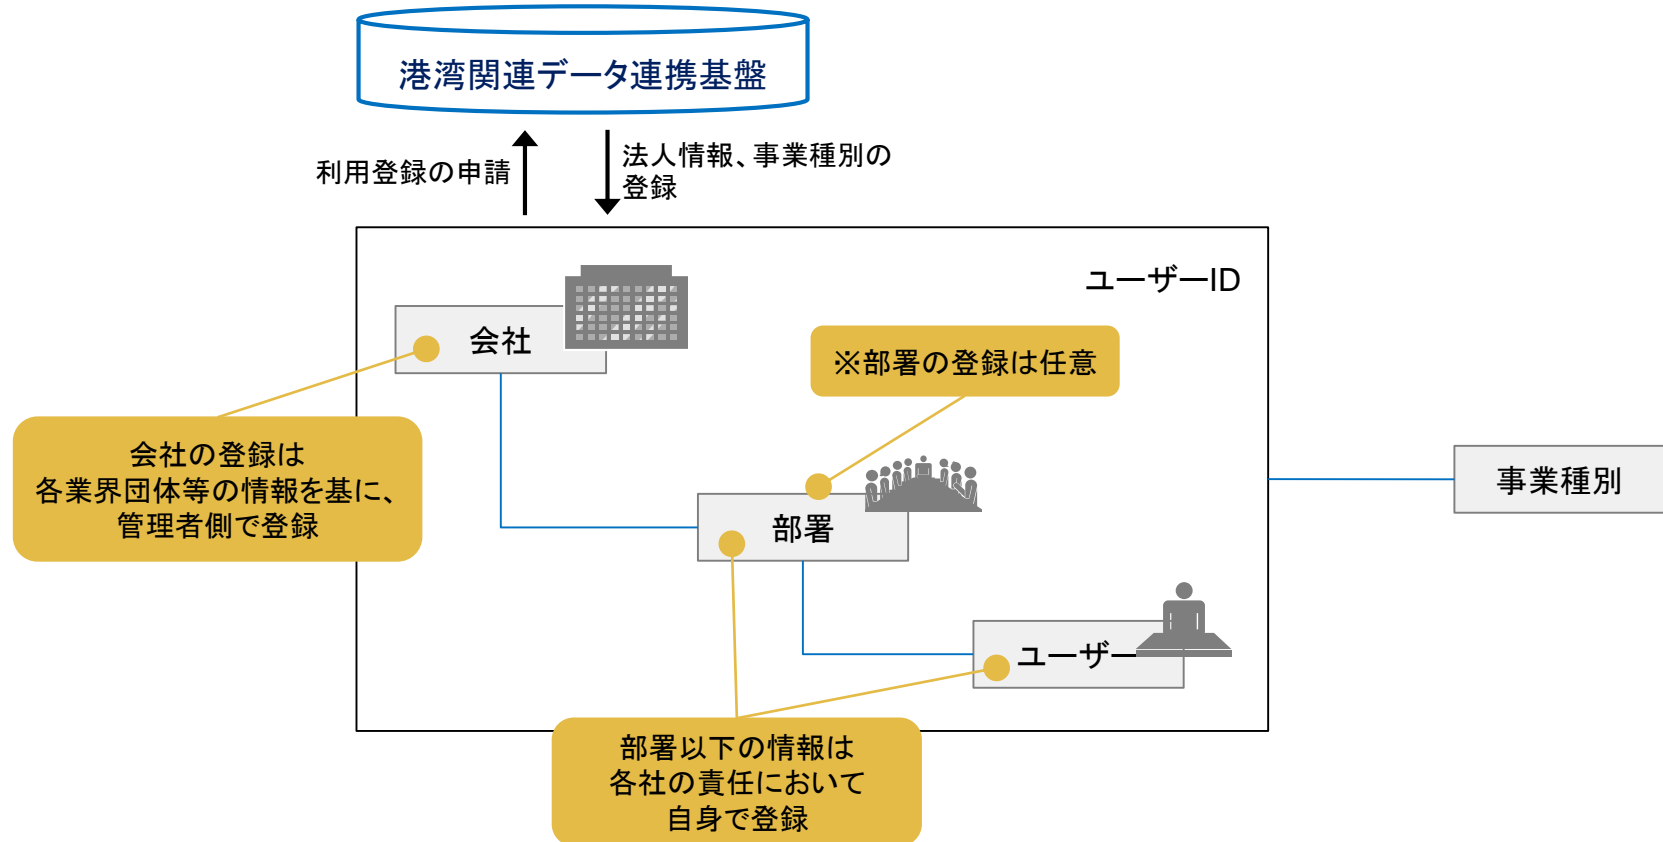 港湾関連データ連携基盤
利用登録の申請
法人情報、事業種別の
登録
ユーザーID
会社
※部署の登録は任意
会社の登録は
各業界団体等の情報を基に、
管理者側で登録
事業種別
部署
ユーザー
部署以下の情報は
各社の責任において
自身で登録